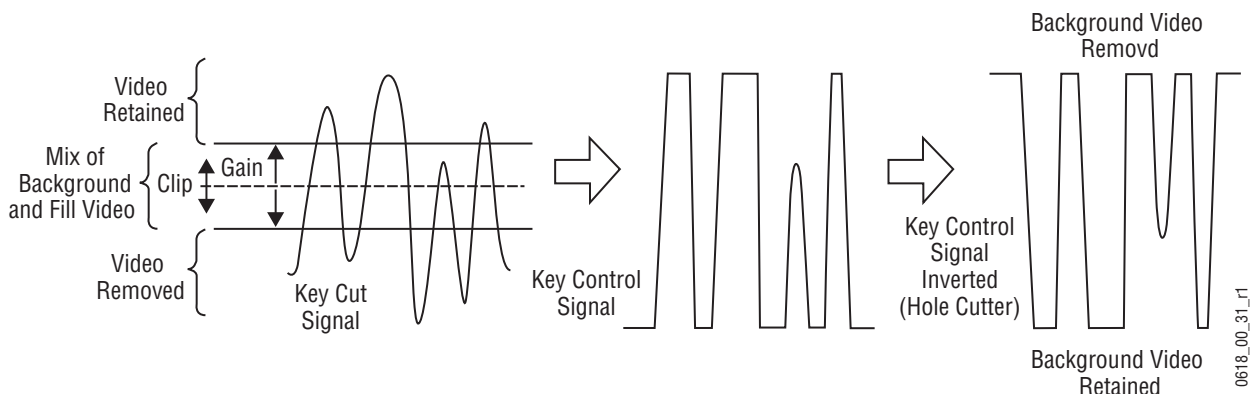 Video
Retained
Mix of
Background
and Fill Video
Clip
Gain
Video
Removed
Key Cut
Signal
Key Control
Signal
Key Control
Signal
Inverted
(Hole Cutter)
Background Video
Removd
Background Video
Retained
0618_00_31_r1